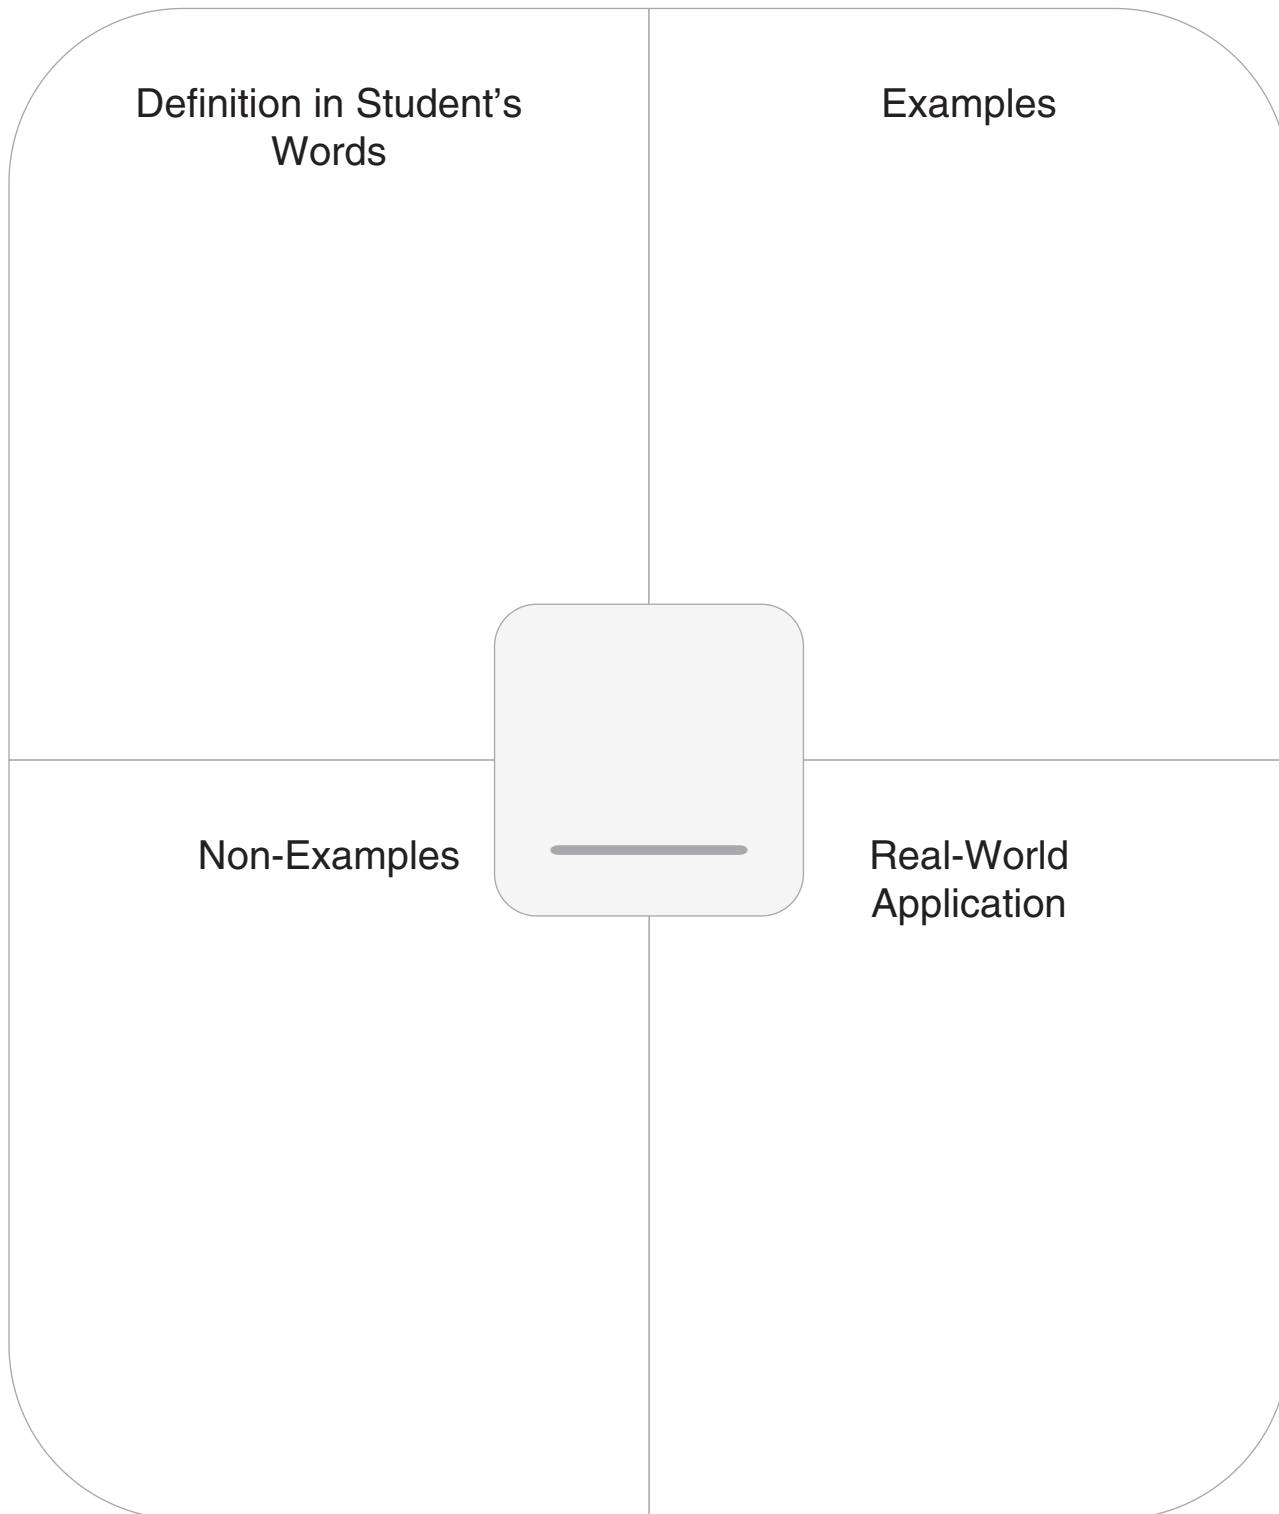 Definition in Student’s
Words
Examples
Non-Examples
Real-World
Application